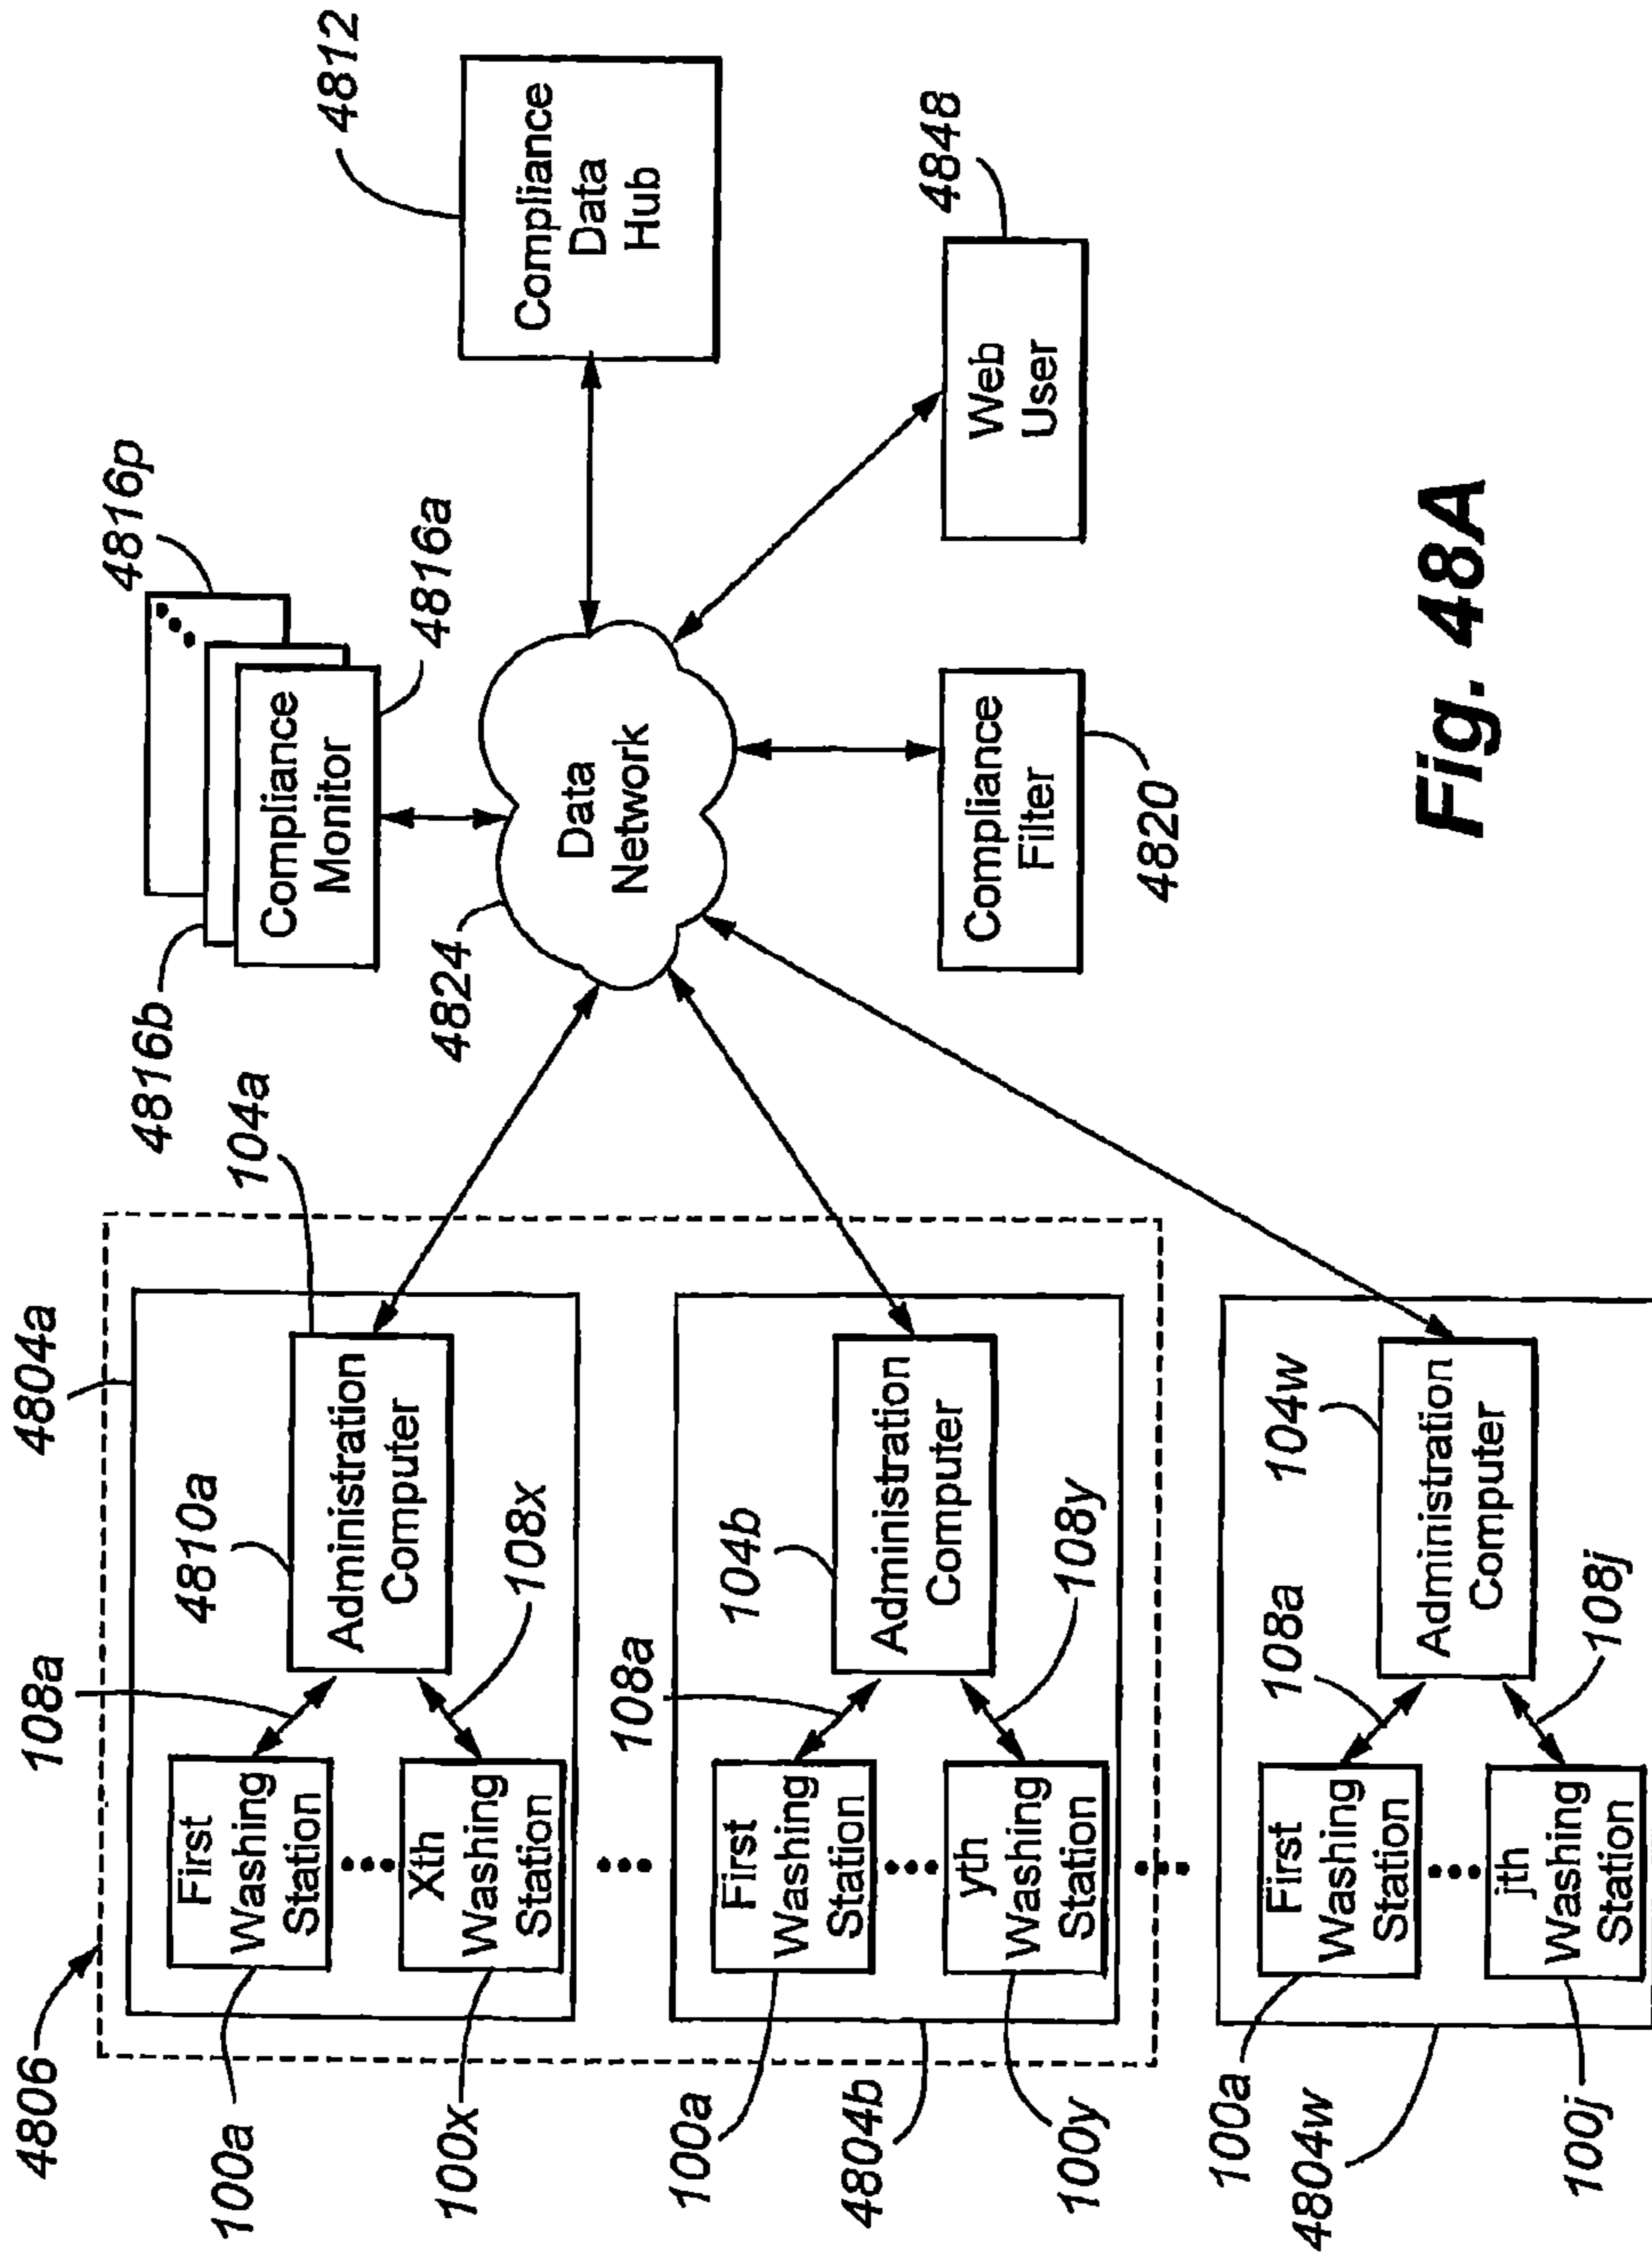 4806
108a
4804a
4810a
104a
First
Washing
Station
Administration
Computer
100a
Xth
Washing
Station
108x
100x
108a
104b
First
Washing
Station
Administration
Computer
100a
4804b
yth
Washing
Station
108y
100y
108a
104w
First
Washing
Station
Administration
Computer
100a
4804w
jth
Washing
Station
108j
100j
4816b
4816p
Compliance
Monitor
4816a
4824
Data
Network
4812
Compliance
Data
Hub
4848
Web
User
Compliance
Filter
4820
Fig. 48A